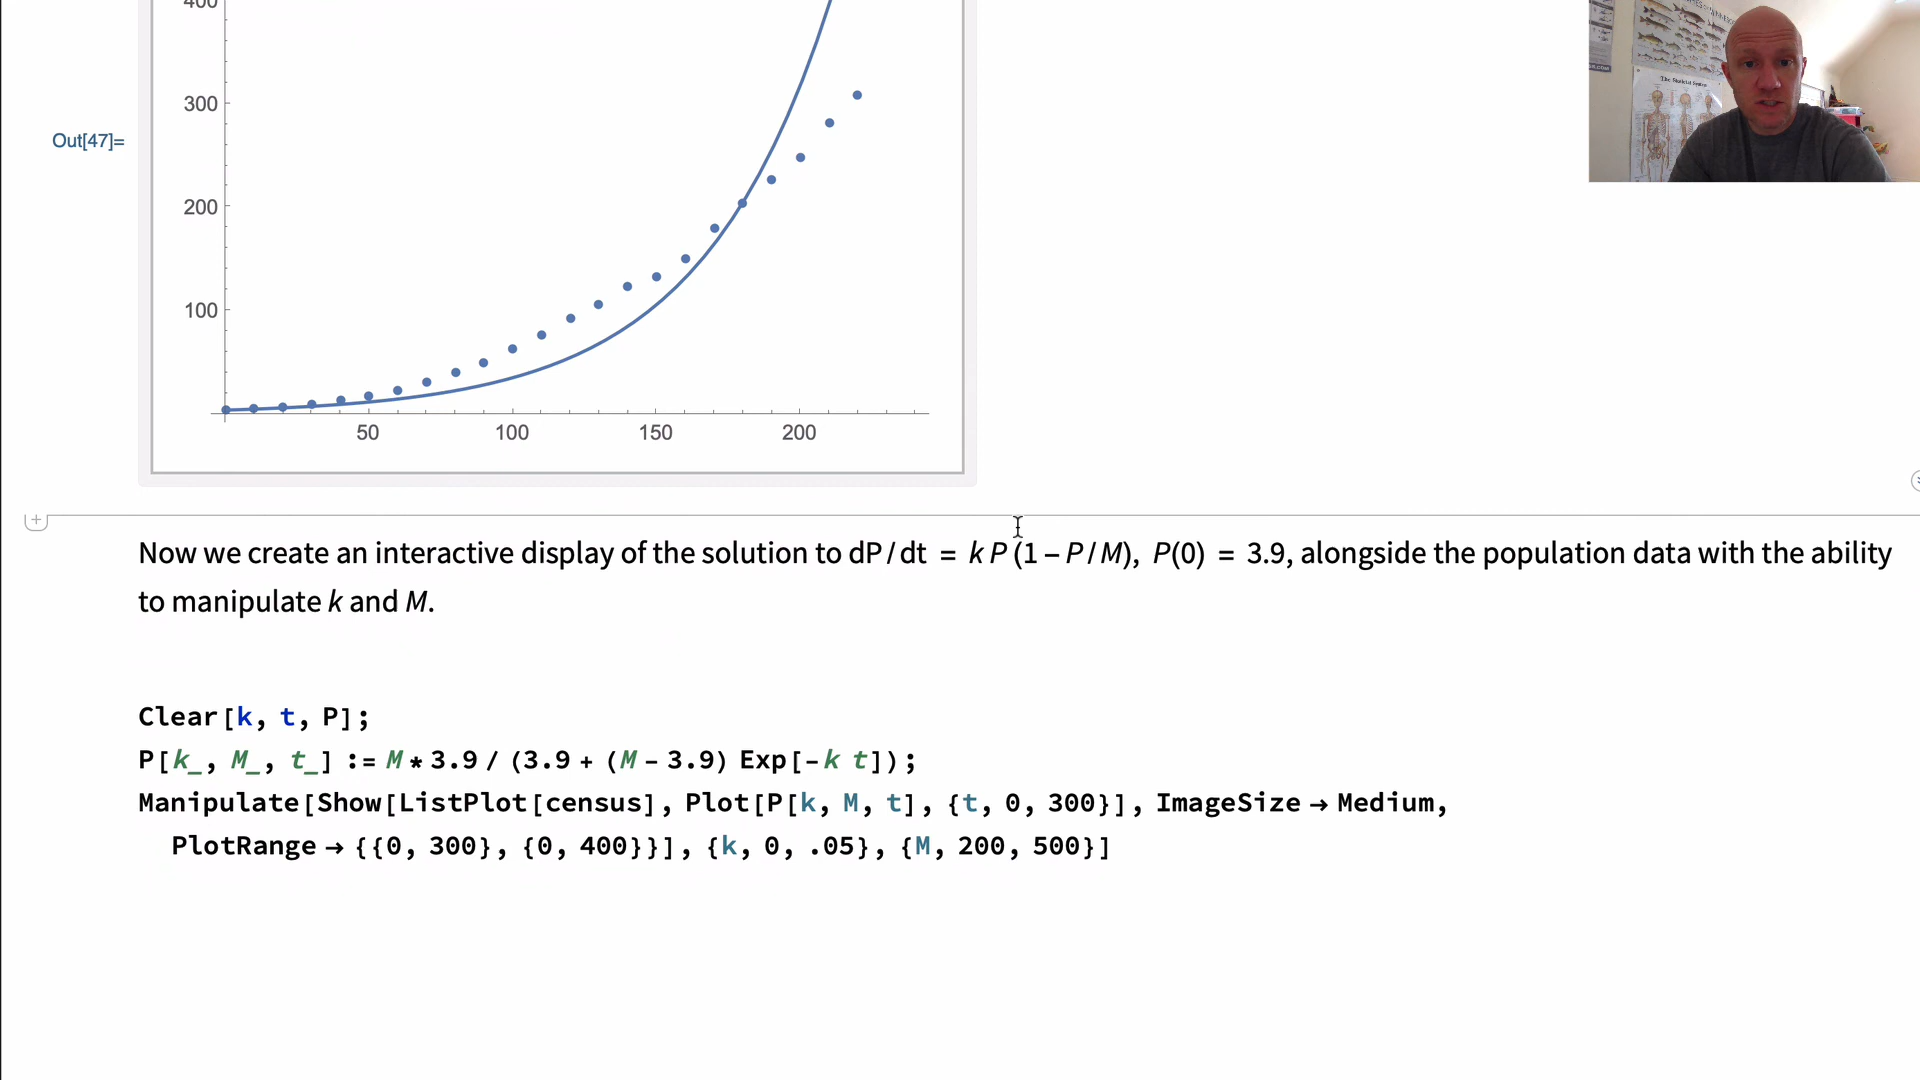 400
300
Out[47]=
200
100
50 100 150 200
Now we create an interactive display of the solution to dP/dt = k P (1 – P/M), P(0) = 3.9, alongside the population data with the ability
to manipulate k and M.
Clear[k, t, P];
P[k_, M_, t_] := M * 3.9 / (3.9 + (M - 3.9) Exp[-k t]);
Manipulate[Show[ListPlot[census], Plot[P[k, M, t], {t, 0, 300}], ImageSize → Medium,
PlotRange → {{0, 300}, {0, 400}}], {k, 0, .05}, {M, 200, 500}]
The Skeletal System